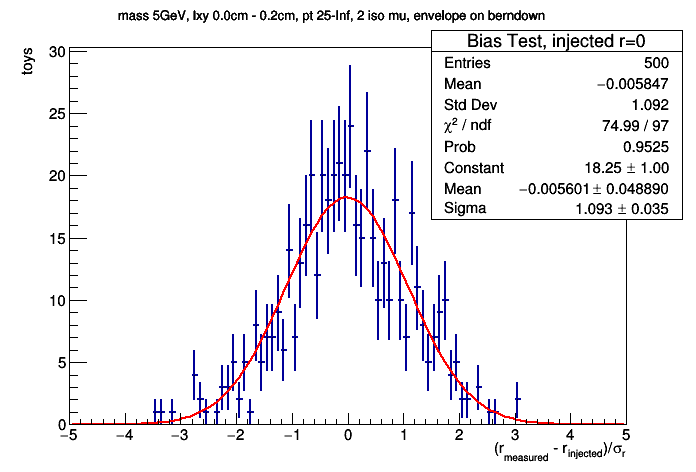 mass 5GeV, lxy 0.0cm - 0.2cm, pt 25-Inf, 2 iso mu, envelope on berndown
Bias Test, injected r=0
Entries 500
Mean −0.005847
Std Dev 1.092
χ² / ndf 74.99 / 97
Prob 0.9525
Constant 18.25 ± 1.00
Mean −0.005601 ± 0.048890
Sigma 1.093 ± 0.035
toys
30
25
20
15
10
5
0
−5 −4 −3 −2 −1 0 1 2 3 4 5
(r_measured - r_injected)/σ_r